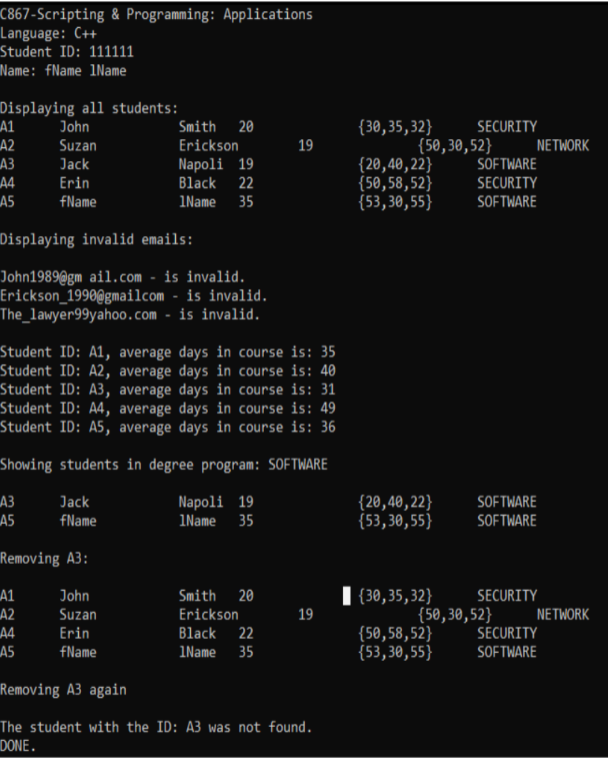 C867-Scripting & Programming: Applications
Language: C++
Student ID: 111111
Name: fName lName
Displaying all students:
A1 John Smith 20 {30,35,32} SECURITY
A2 Suzan Erickson 19 {50,30,52} NETWORK
A3 Jack Napoli 19 {20,40,22} SOFTWARE
A4 Erin Black 22 {50,58,52} SECURITY
A5 fName lName 35 {53,30,55} SOFTWARE
Displaying invalid emails:
John1989@gm ail.com - is invalid.
Erickson_1990@gmailcom - is invalid.
The_lawyer99yahoo.com - is invalid.
Student ID: A1, average days in course is: 35
Student ID: A2, average days in course is: 40
Student ID: A3, average days in course is: 31
Student ID: A4, average days in course is: 49
Student ID: A5, average days in course is: 36
Showing students in degree program: SOFTWARE
A3 Jack Napoli 19 {20,40,22} SOFTWARE
A5 fName lName 35 {53,30,55} SOFTWARE
Removing A3:
A1 John Smith 20 {30,35,32} SECURITY
A2 Suzan Erickson 19 {50,30,52} NETWORK
A4 Erin Black 22 {50,58,52} SECURITY
A5 fName lName 35 {53,30,55} SOFTWARE
Removing A3 again
The student with the ID: A3 was not found.
DONE.